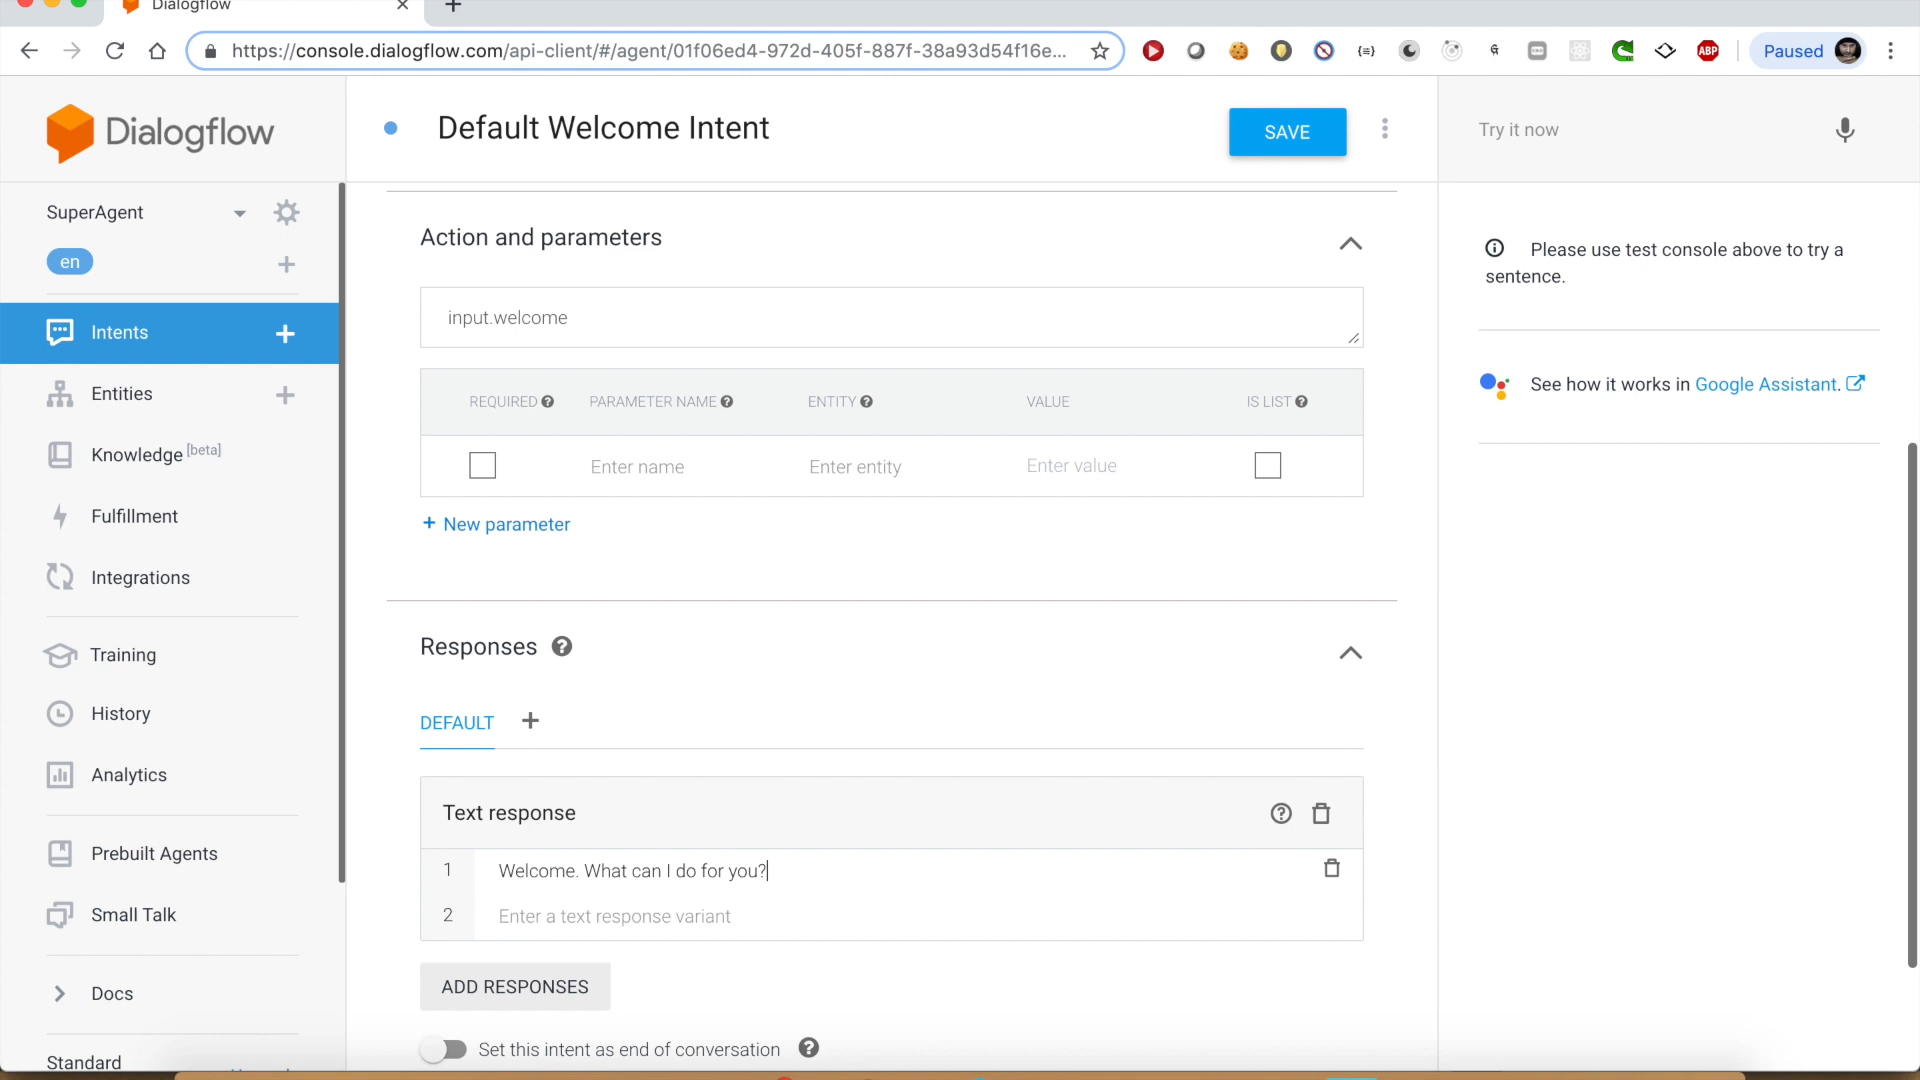 Dialogflow
https://console.dialogflow.com/api-client/#/agent/01f06ed4-972d-405f-887f-38a93d54f16e...
ABP
Paused
Dialogflow
Default Welcome Intent
SAVE
Try it now
SuperAgent
en
Intents
Entities
Knowledge [beta]
Fulfillment
Integrations
Training
History
Analytics
Prebuilt Agents
Small Talk
Docs
Standard
Action and parameters
input.welcome
REQUIRED PARAMETER NAME ENTITY VALUE IS LIST
Enter name Enter entity Enter value
+ New parameter
Responses
DEFAULT +
Text response
1 Welcome. What can I do for you?
2 Enter a text response variant
ADD RESPONSES
Set this intent as end of conversation
Please use test console above to try a
sentence.
See how it works in Google Assistant.